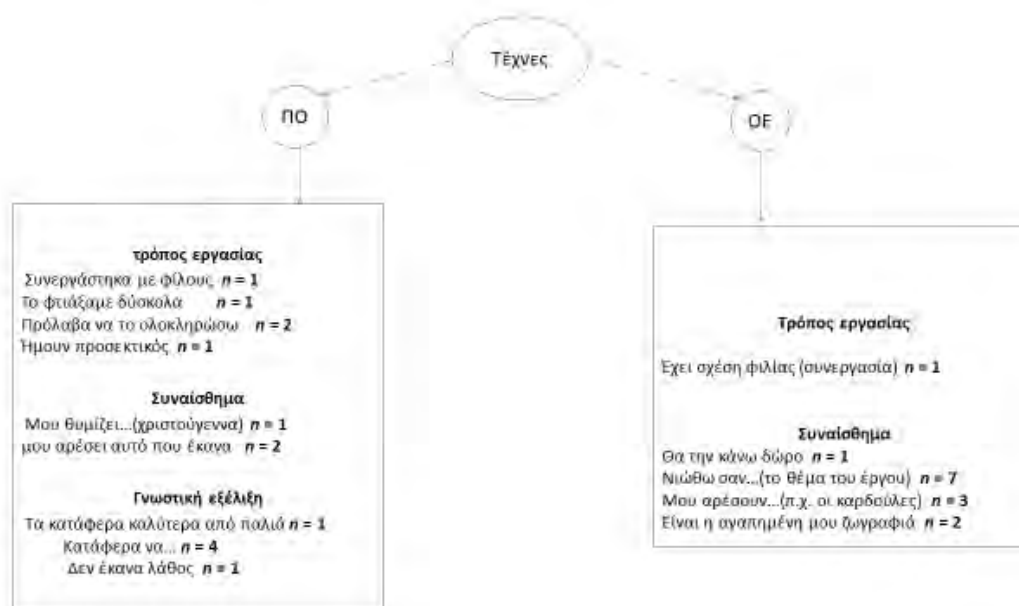 Τέχνες
ΠΟ
ΟΕ
τρόπος εργασίας
Συνεργάστηκα με φίλους n = 1
Το φτιάξαμε δύσκολα n = 1
Πρόλαβα να το ολοκληρώσω n = 2
Ήμουν προσεκτικός n = 1
Συναίσθημα
Μου θυμίζει...(χριστούγεννα) n = 1
μου αρέσει αυτό που έκανα n = 2
Γνωστική εξέλιξη
Τα κατάφερα καλύτερα από παλιά n = 1
Κατάφερα να... n = 4
Δεν έκανα λάθος n = 1
Τρόπος εργασίας
Έχει σχέση φιλίας (συνεργασία) n = 1
Συναίσθημα
Θα την κάνω δώρο n = 1
Νιώθω σαν...(το θέμα του έργου) n = 7
Μου αρέσουν...(π.χ. οι καρδούλες) n = 3
Είναι η αγαπημένη μου ζωγραφιά n = 2